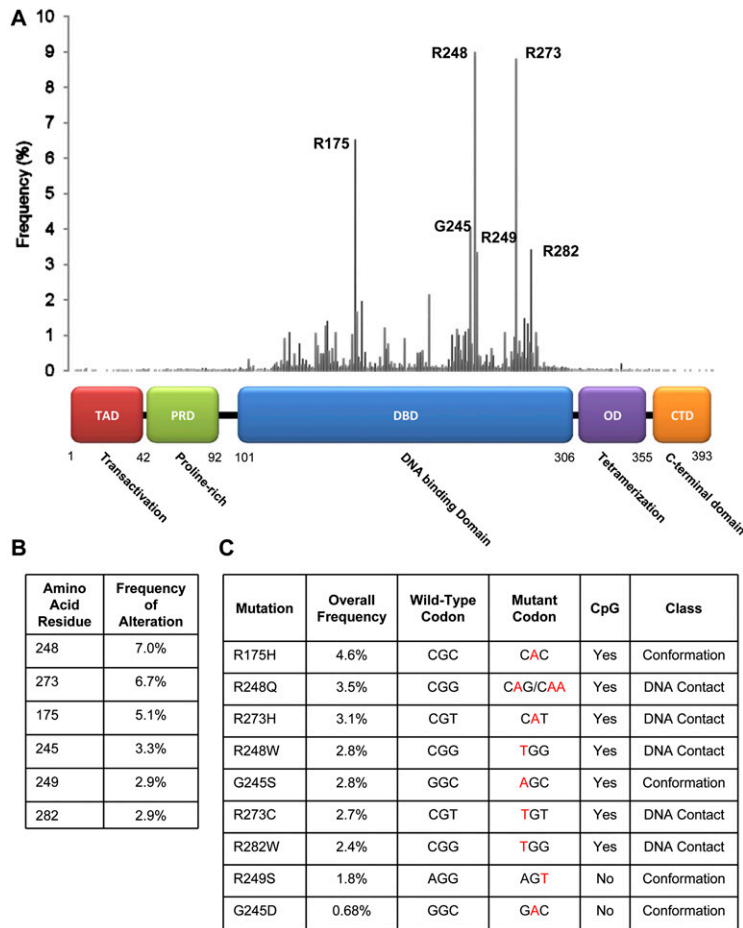 A
Frequency (%)
10
9
8
7
6
5
4
3
2
1
0
R248
R273
R175
G245
R249
R282
TAD
PRD
DBD
OD
CTD
1
42
92
101
306
355
393
Transactivation
Proline-rich
DNA binding Domain
Tetramerization
C-terminal domain
B
Amino Acid Residue Frequency of Alteration
248 7.0%
273 6.7%
175 5.1%
245 3.3%
249 2.9%
282 2.9%
C
Mutation Overall Frequency Wild-Type Codon Mutant Codon CpG Class
R175H 4.6% CGC CAC Yes Conformation
R248Q 3.5% CGG CAG/CAA Yes DNA Contact
R273H 3.1% CGT CAT Yes DNA Contact
R248W 2.8% CGG TGG Yes DNA Contact
G245S 2.8% GGC AGC Yes Conformation
R273C 2.7% CGT TGT Yes DNA Contact
R282W 2.4% CGG TGG Yes DNA Contact
R249S 1.8% AGG AGT No Conformation
G245D 0.68% GGC GAC No Conformation